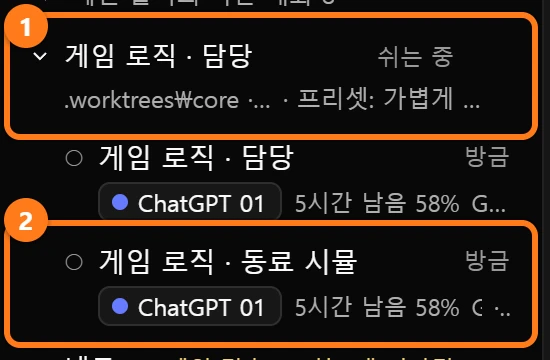 1
게임 로직 · 담당 쉬는 중
.worktrees₩core ·... · 프리셋: 가볍게 ...
게임 로직 · 담당 방금
ChatGPT 01 5시간 남음 58% G...
2
게임 로직 · 동료 시뮬 방금
ChatGPT 01 5시간 남음 58% G ·..